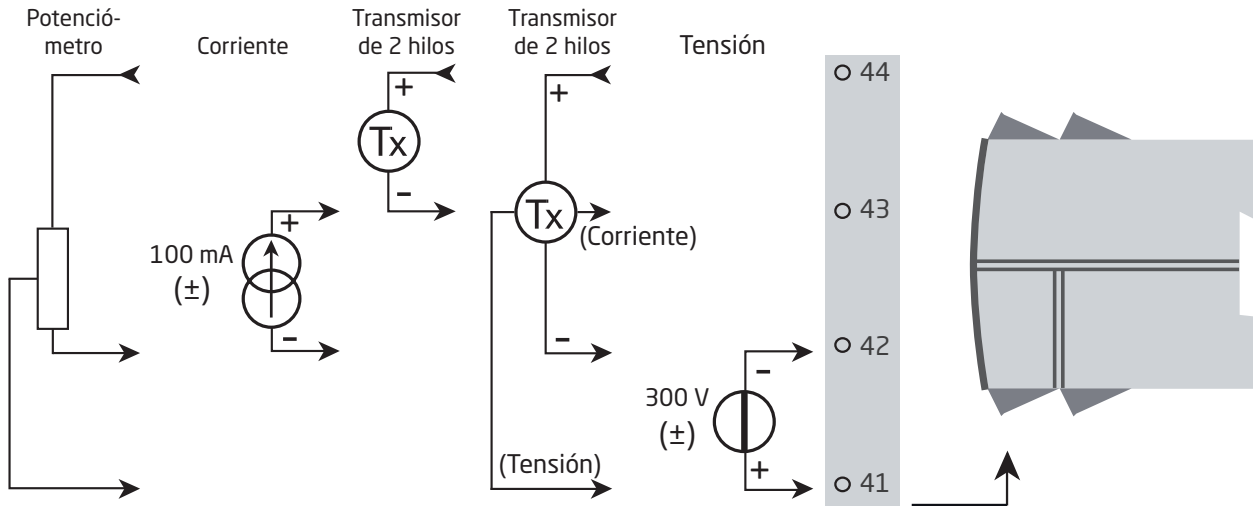 Potenció-
metro
Corriente
Transmisor
de 2 hilos
Transmisor
de 2 hilos
Tensión
+
Tx
-
+
Tx
-
(Corriente)
(Tensión)
100 mA
(±)
+
-
300 V
(±)
-
+
44
43
42
41